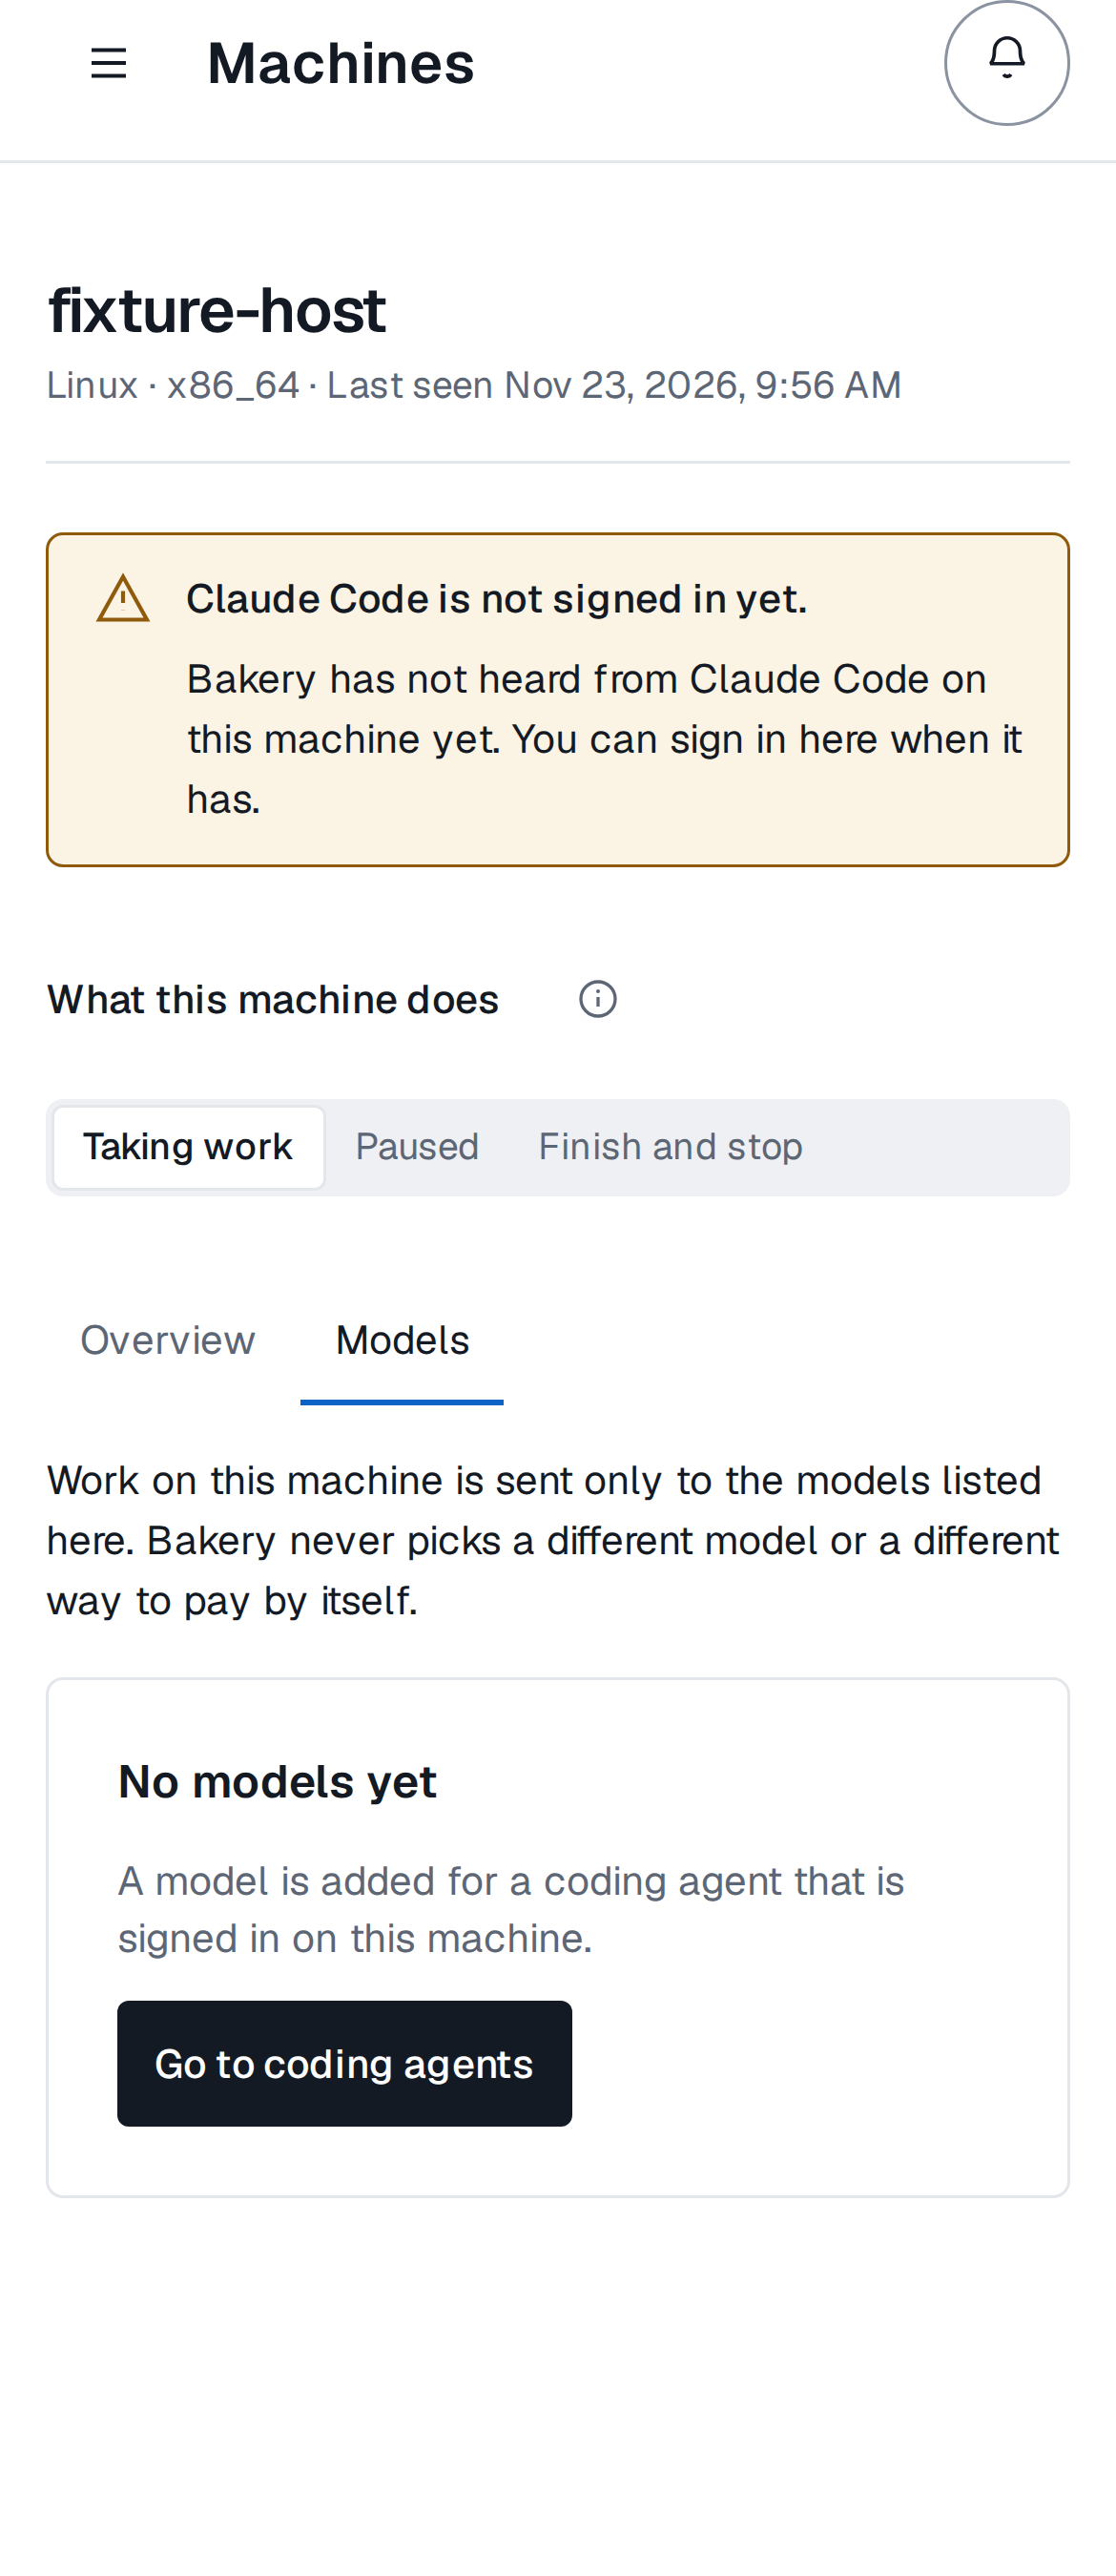 Machines
fixture-host
Linux · x86_64 · Last seen Nov 23, 2026, 9:56 AM
Claude Code is not signed in yet.
Bakery has not heard from Claude Code on
this machine yet. You can sign in here when it
has.
What this machine does
Taking work Paused Finish and stop
Overview Models
Work on this machine is sent only to the models listed
here. Bakery never picks a different model or a different
way to pay by itself.
No models yet
A model is added for a coding agent that is
signed in on this machine.
Go to coding agents